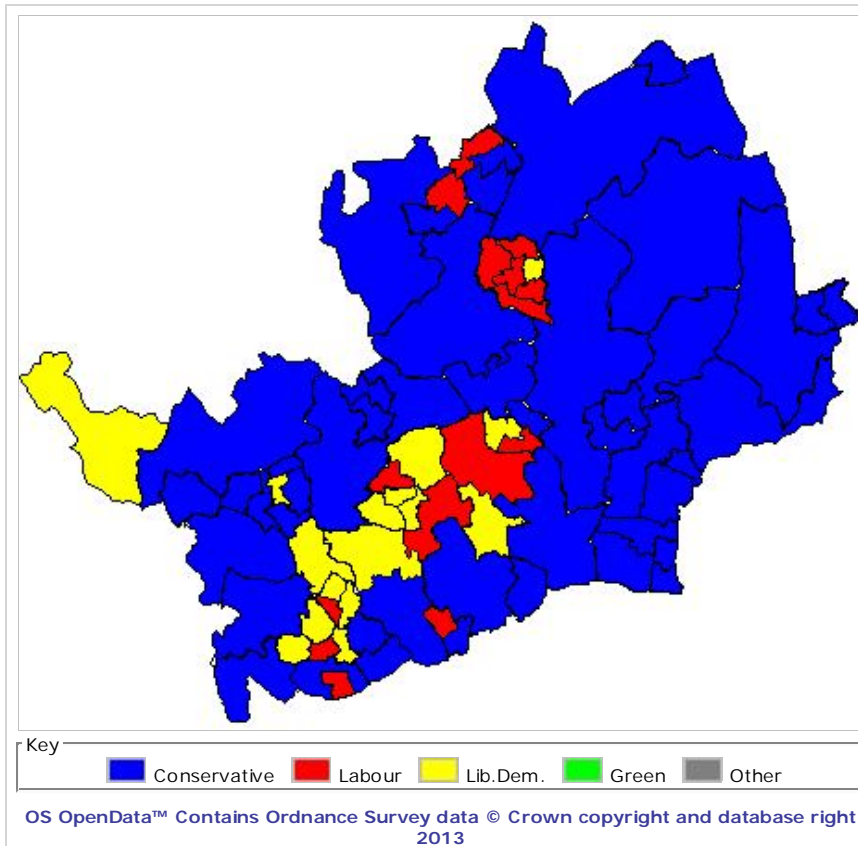 Key
Conservative Labour Lib.Dem. Green Other
OS OpenData™ Contains Ordnance Survey data © Crown copyright and database right
2013